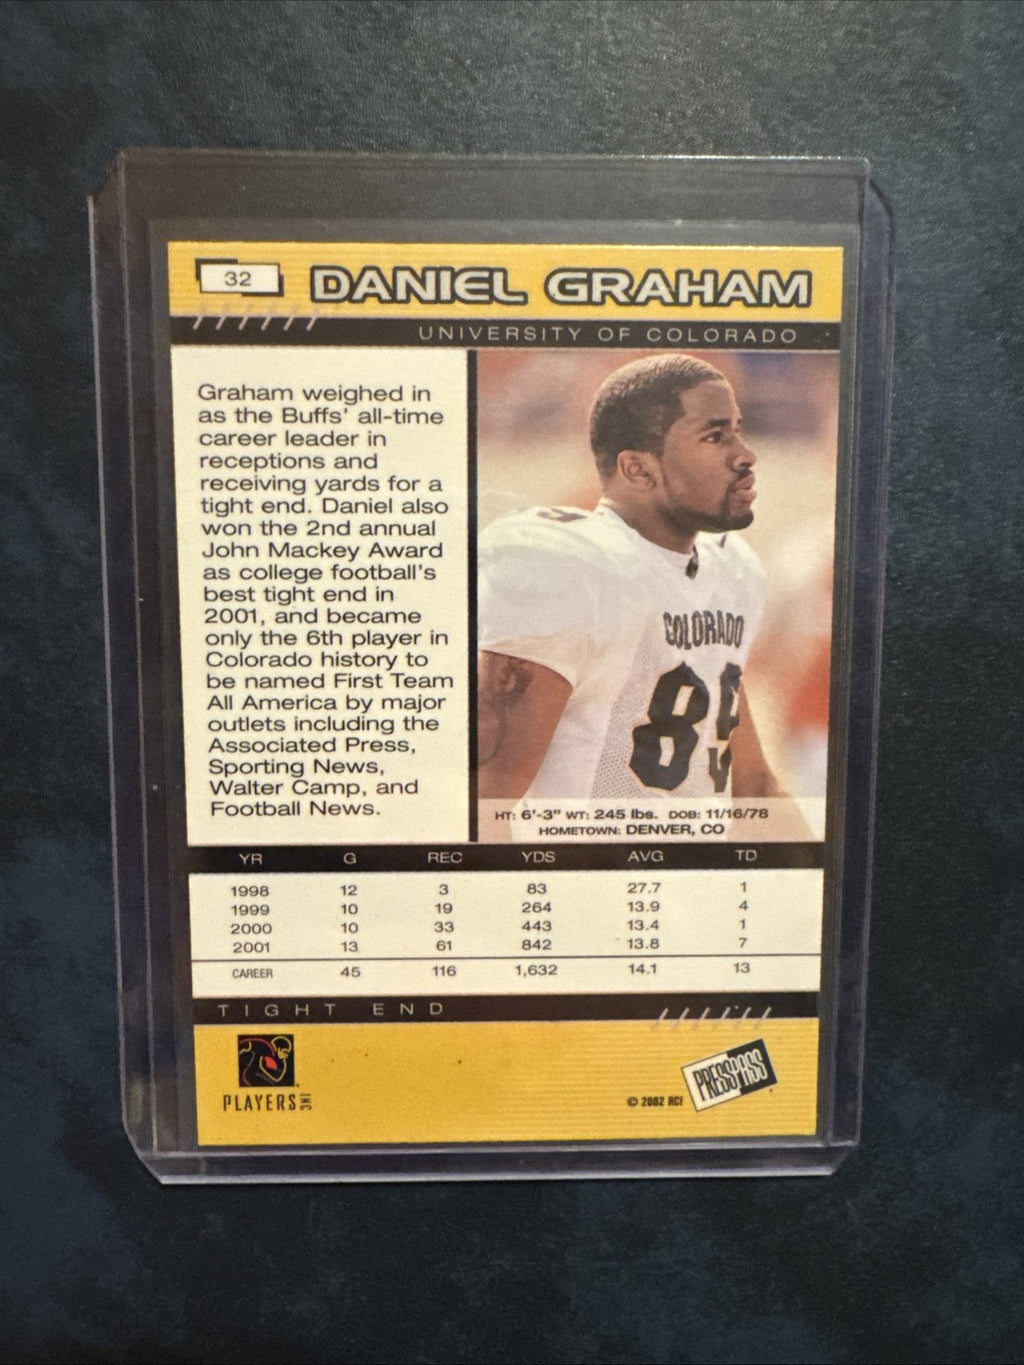 32
DANIEL GRAHAM
UNIVERSITY OF COLORADO
Graham weighed in
as the Buffs' all-time
career leader in
receptions and
receiving yards for a
tight end. Daniel also
won the 2nd annual
John Mackey Award
as college football's
best tight end in
2001, and became
only the 6th player in
Colorado history to
be named First Team
All America by major
outlets including the
Associated Press,
Sporting News,
Walter Camp, and
Football News.
COLORADO
89
HT: 6'-3" WT: 245 lbs. DOB: 11/16/78
HOMETOWN: DENVER, CO
YR G REC YDS AVG TD
1998 12 3 83 27.7 1
1999 10 19 264 13.9 4
2000 10 33 443 13.4 1
2001 13 61 842 13.8 7
CAREER 45 116 1,632 14.1 13
TIGHT END
PLAYERS INC
© 2002 RCI
PRESS PASS